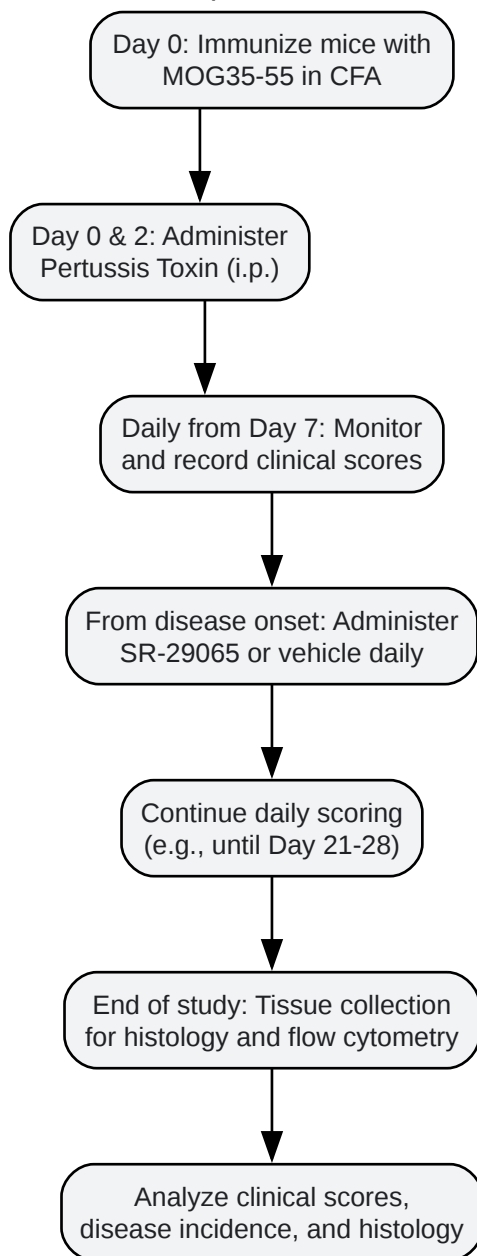 Day 0: Immunize mice with
MOG35-55 in CFA
Day 0 & 2: Administer
Pertussis Toxin (i.p.)
Daily from Day 7: Monitor
and record clinical scores
From disease onset: Administer
SR-29065 or vehicle daily
Continue daily scoring
(e.g., until Day 21-28)
End of study: Tissue collection
for histology and flow cytometry
Analyze clinical scores,
disease incidence, and histology